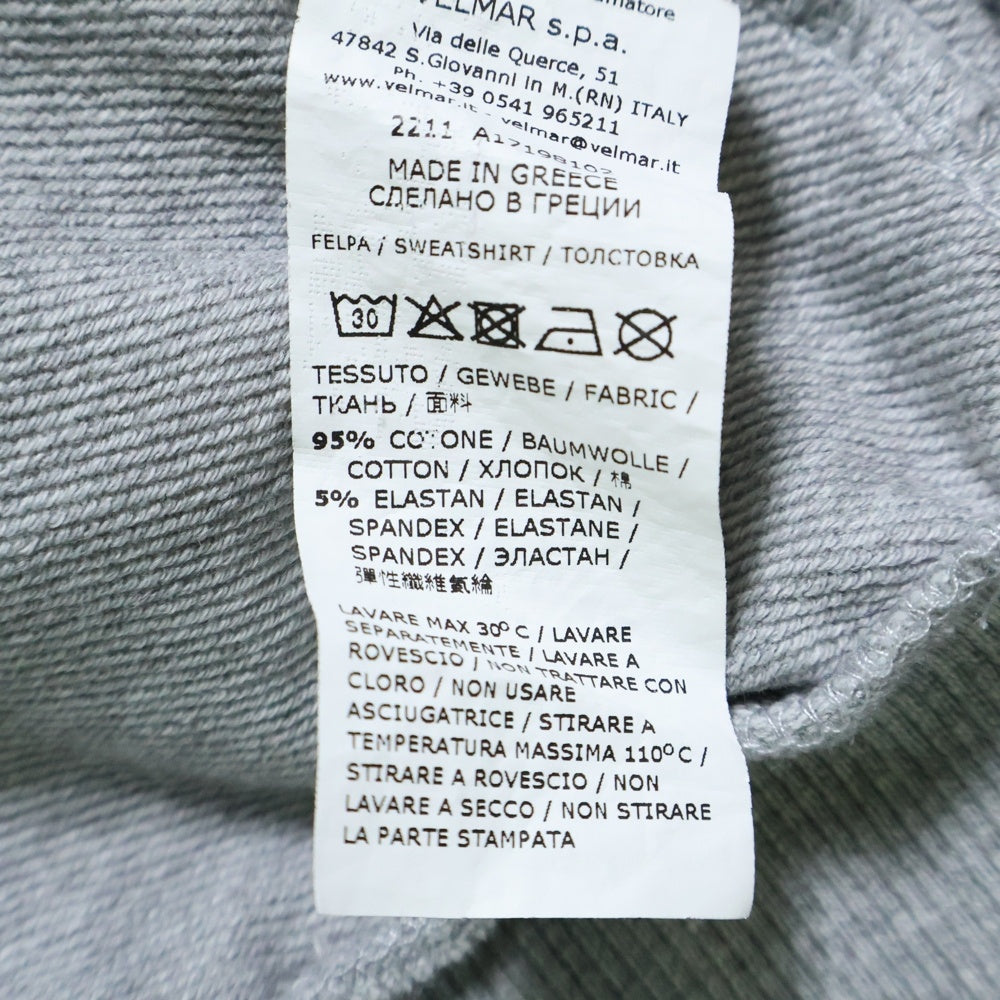 VELMAR s.p.a.
Via delle Querce, 51
47842 S.Giovanni in M.(RN) ITALY
Ph. +39 0541 965211
www.velmar.it - velmar@velmar.it
2211
MADE IN GREECE
СДЕЛАНО В ГРЕЦИИ
FELPA / SWEATSHIRT / ТОЛСТОВКА
30
TESSUTO / GEWEBE / FABRIC /
ТКАНЬ / 面料
95% COTONE / BAUMWOLLE /
COTTON / ХЛОПОК / 棉
5% ELASTAN / ELASTAN /
SPANDEX / ELASTANE /
SPANDEX / ЭЛАСТАН /
彈性纖維氨綸
LAVARE MAX 30° C / LAVARE
SEPARATEMENTE / LAVARE A
ROVESCIO / NON TRATTARE CON
CLORO / NON USARE
ASCIUGATRICE / STIRARE A
TEMPERATURA MASSIMA 110° C /
STIRARE A ROVESCIO / NON
LAVARE A SECCO / NON STIRARE
LA PARTE STAMPATA